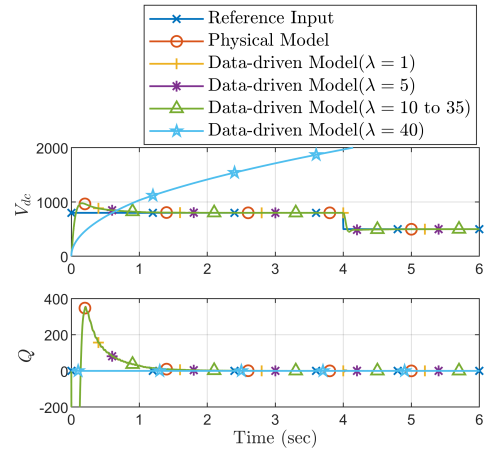 Reference Input
Physical Model
Data-driven Model(λ = 1)
Data-driven Model(λ = 5)
Data-driven Model(λ = 10 to 35)
Data-driven Model(λ = 40)
2000
1000
0
V_dc
0 1 2 3 4 5 6
400
200
0
-200
Q
0 1 2 3 4 5 6
Time (sec)